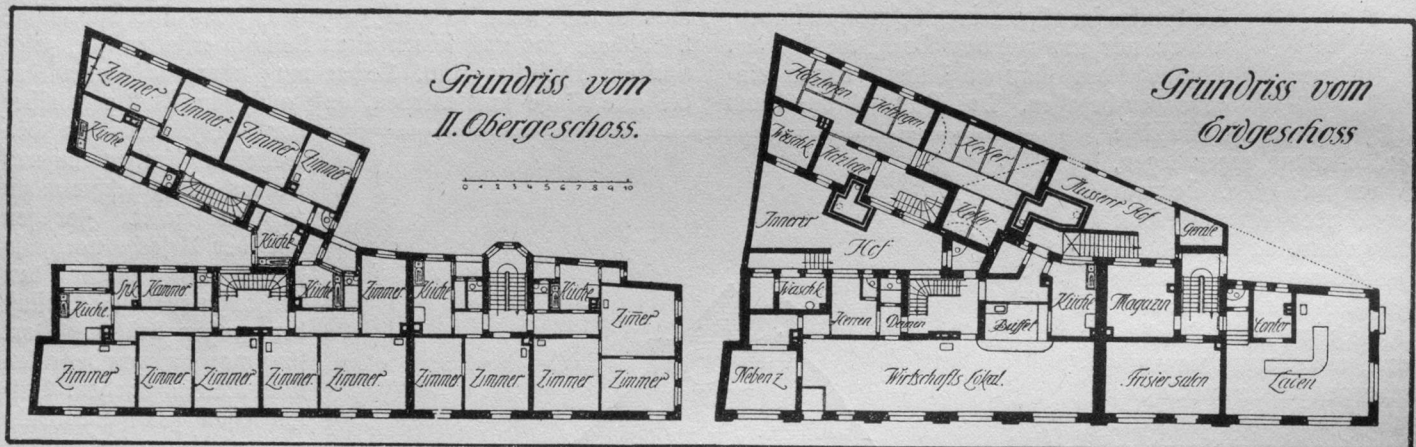 Grundriss vom
II. Obergeschoss.
0 1 2 3 4 5 6 7 8 9 10
Zimmer.
Zimmer.
Zimmer
Zimmer
Küche
Küche
Küche
Spk
Kammer
Küche
Zimmer.
Küche
Küche
Zimer
Zimmer
Zimmer
Zimmer
Zimmer.
Zimmer.
Zimmer
Zimmer
Zimmer
Zimmer
Grundriss vom
Erdgeschoss
Holzlegen
Holzlegen
Keller
Waschk
Holzlege
Keller
Äusserer Hof
Geräte
Innerer
Hof
Waschk
Herren
Damen
Buffet
Küche
Magazin
Contor
Nebenz
Wirtschafts Lokal.
Frisier salon
Laden